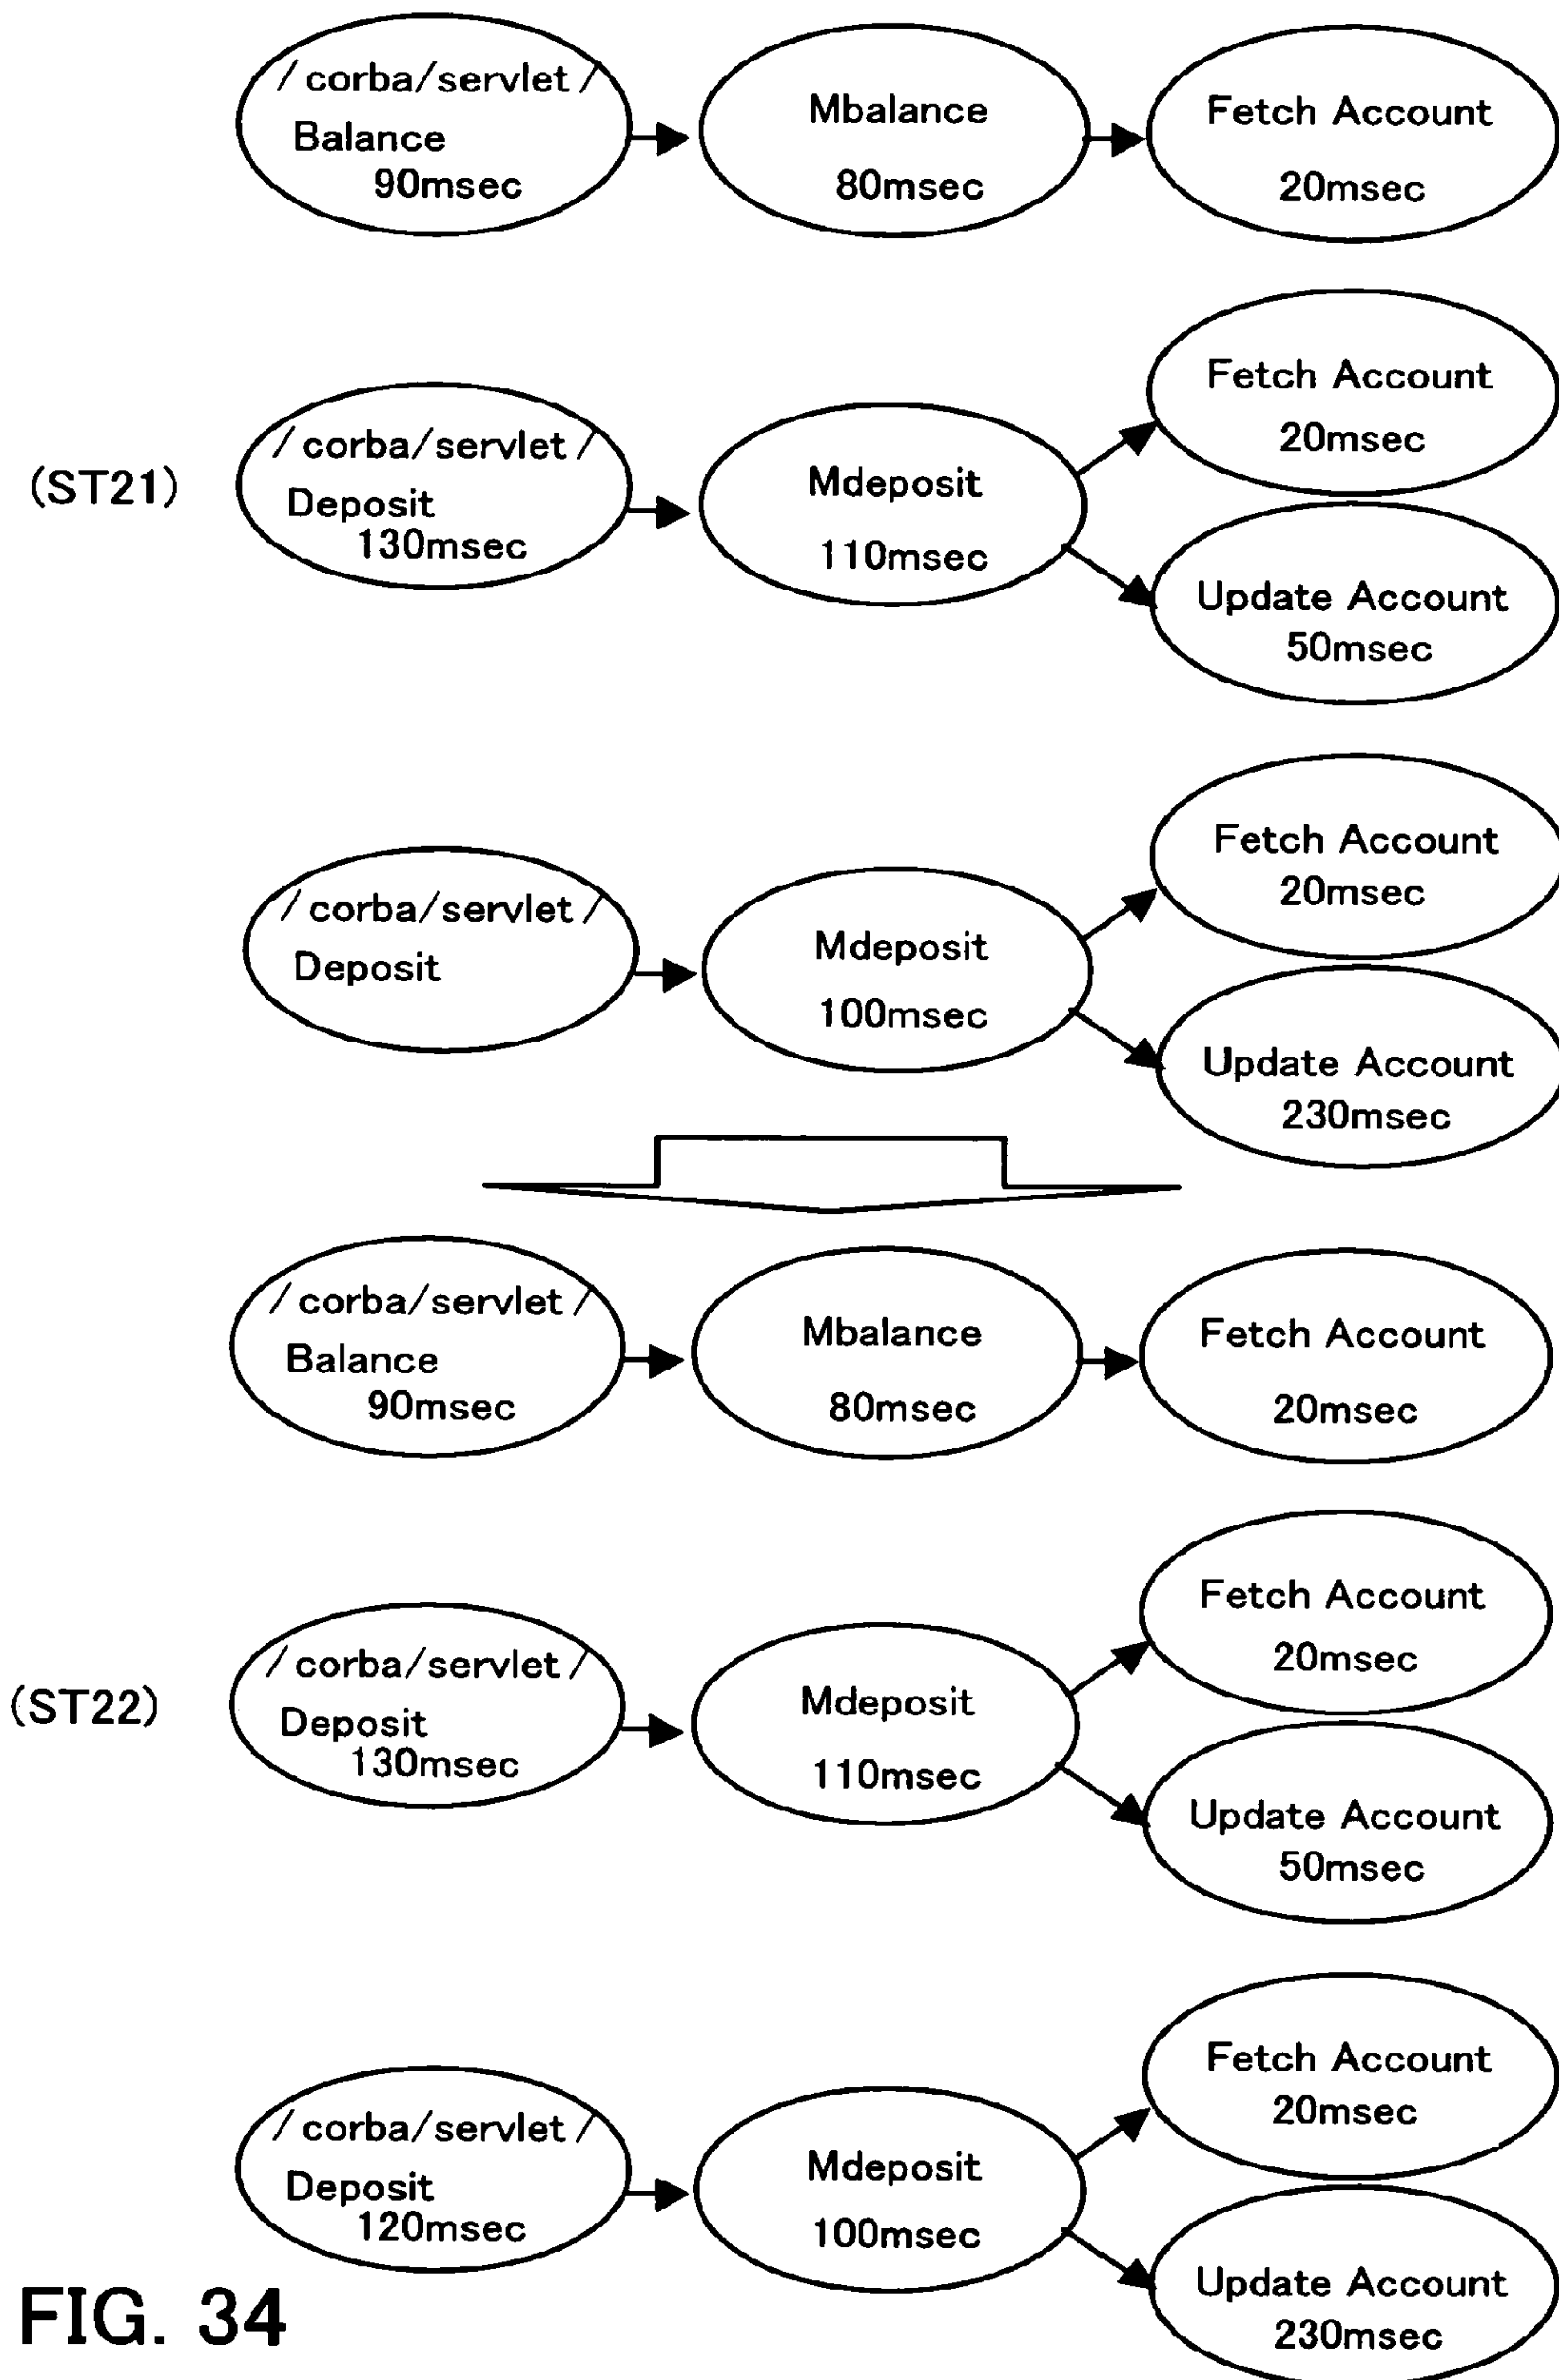 /corba/servlet/
Balance
90msec
Mbalance
80msec
Fetch Account
20msec
(ST21)
/corba/servlet/
Deposit
130msec
Mdeposit
110msec
Fetch Account
20msec
Update Account
50msec
/corba/servlet/
Deposit
Mdeposit
100msec
Fetch Account
20msec
Update Account
230msec
/corba/servlet/
Balance
90msec
Mbalance
80msec
Fetch Account
20msec
(ST22)
/corba/servlet/
Deposit
130msec
Mdeposit
110msec
Fetch Account
20msec
Update Account
50msec
/corba/servlet/
Deposit
120msec
Mdeposit
100msec
Fetch Account
20msec
Update Account
230msec
FIG. 34